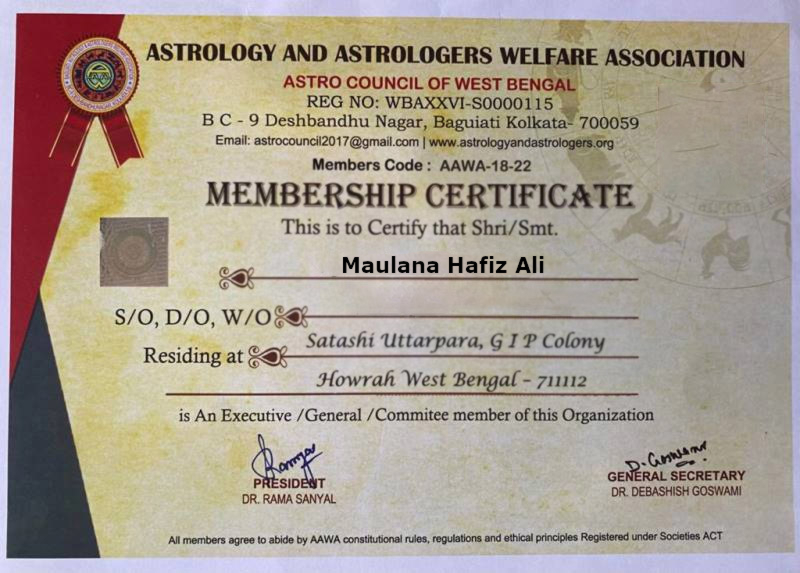 ASTROLOGY AND ASTROLOGERS WELFARE ASSOCIATION
ASTRO COUNCIL OF WEST BENGAL
REG NO: WBAXXVI-S0000115
B C - 9 Deshbandhu Nagar, Baguiati Kolkata- 700059
Email: astrocouncil2017@gmail.com | www.astrologyandastrologers.org
Members Code : AAWA-18-22
MEMBERSHIP CERTIFICATE
This is to Certify that Shri/Smt.
Maulana Hafiz Ali
S/O, D/O, W/O
Residing at Satashi Uttarpara, G I P Colony
Howrah West Bengal - 711112
is An Executive /General /Commitee member of this Organization
PRESIDENT
DR. RAMA SANYAL
D. Goswami
GENERAL SECRETARY
DR. DEBASHISH GOSWAMI
All members agree to abide by AAWA constitutional rules, regulations and ethical principles Registered under Societies ACT